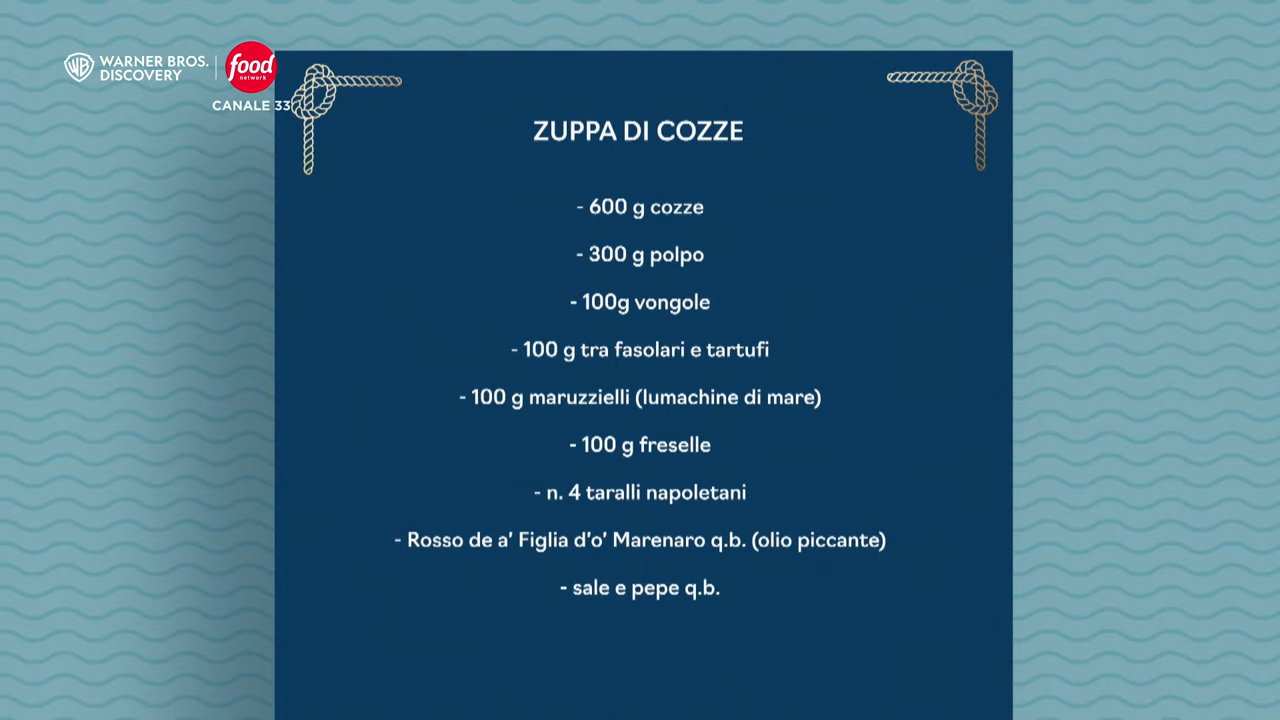 WARNER BROS.
DISCOVERY
food
network
CANALE 33
ZUPPA DI COZZE
- 600 g cozze
- 300 g polpo
- 100g vongole
- 100 g tra fasolari e tartufi
- 100 g maruzzielli (lumachine di mare)
- 100 g freselle
- n. 4 taralli napoletani
- Rosso de a' Figlia d'o' Marenaro q.b. (olio piccante)
- sale e pepe q.b.